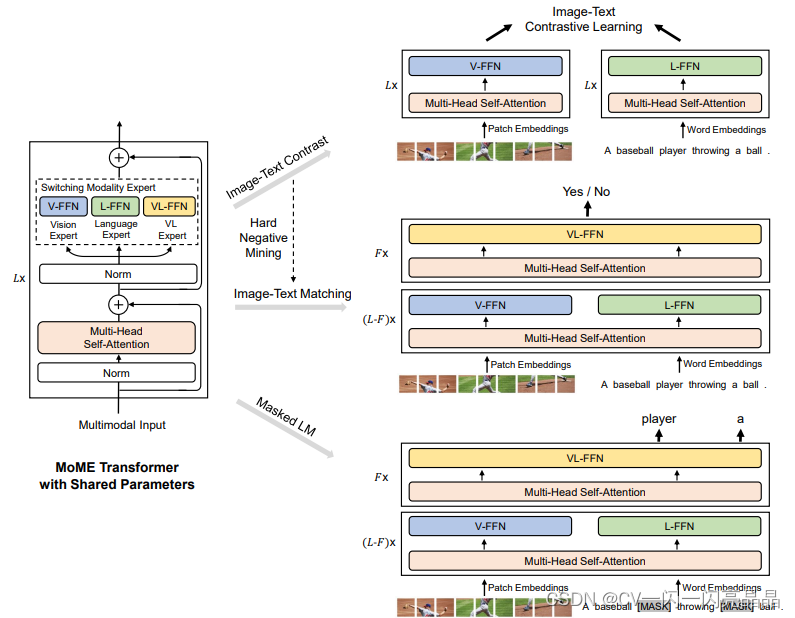 Image-Text
Contrastive Learning
V-FFN
Multi-Head Self-Attention
Lx
Patch Embeddings
L-FFN
Multi-Head Self-Attention
Lx
Word Embeddings
A baseball player throwing a ball .
Switching Modality Expert
V-FFN L-FFN VL-FFN
Vision
Expert
Language
Expert
VL
Expert
Norm
Lx
Multi-Head
Self-Attention
Norm
Multimodal Input
MoME Transformer
with Shared Parameters
Image-Text Contrast
Hard
Negative
Mining
Image-Text Matching
Masked LM
Yes / No
VL-FFN
Fx
Multi-Head Self-Attention
V-FFN L-FFN
(L-F)x
Multi-Head Self-Attention
Patch Embeddings Word Embeddings
A baseball player throwing a ball .
player a
VL-FFN
Fx
Multi-Head Self-Attention
V-FFN L-FFN
(L-F)x
Multi-Head Self-Attention
Patch Embeddings Word Embeddings
A baseball [MASK] throwing [MASK] ball .
CSDN @CV一闪一闪亮晶晶